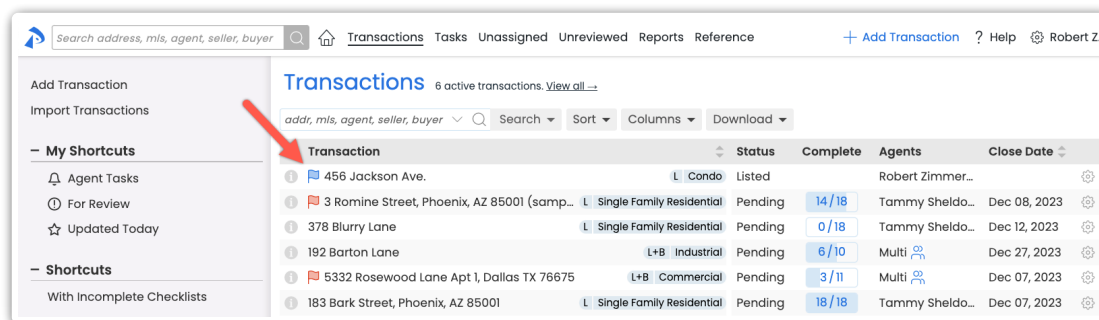 Search address, mls, agent, seller, buyer
Transactions Tasks Unassigned Unreviewed Reports Reference
+ Add Transaction ? Help Robert Z
Add Transaction
Import Transactions
– My Shortcuts
Agent Tasks
For Review
Updated Today
– Shortcuts
With Incomplete Checklists
Transactions 6 active transactions. View all →
addr, mls, agent, seller, buyer Search Sort Columns Download
Transaction Status Complete Agents Close Date
456 Jackson Ave. L Condo Listed Robert Zimmer...
3 Romine Street, Phoenix, AZ 85001 (samp... L Single Family Residential Pending 14/18 Tammy Sheldo... Dec 08, 2023
378 Blurry Lane L Single Family Residential Pending 0/18 Tammy Sheldo... Dec 12, 2023
192 Barton Lane L+B Industrial Pending 6/10 Multi Dec 27, 2023
5332 Rosewood Lane Apt 1, Dallas TX 76675 L+B Commercial Pending 3/11 Multi Dec 07, 2023
183 Bark Street, Phoenix, AZ 85001 L Single Family Residential Pending 18/18 Tammy Sheldo... Dec 07, 2023